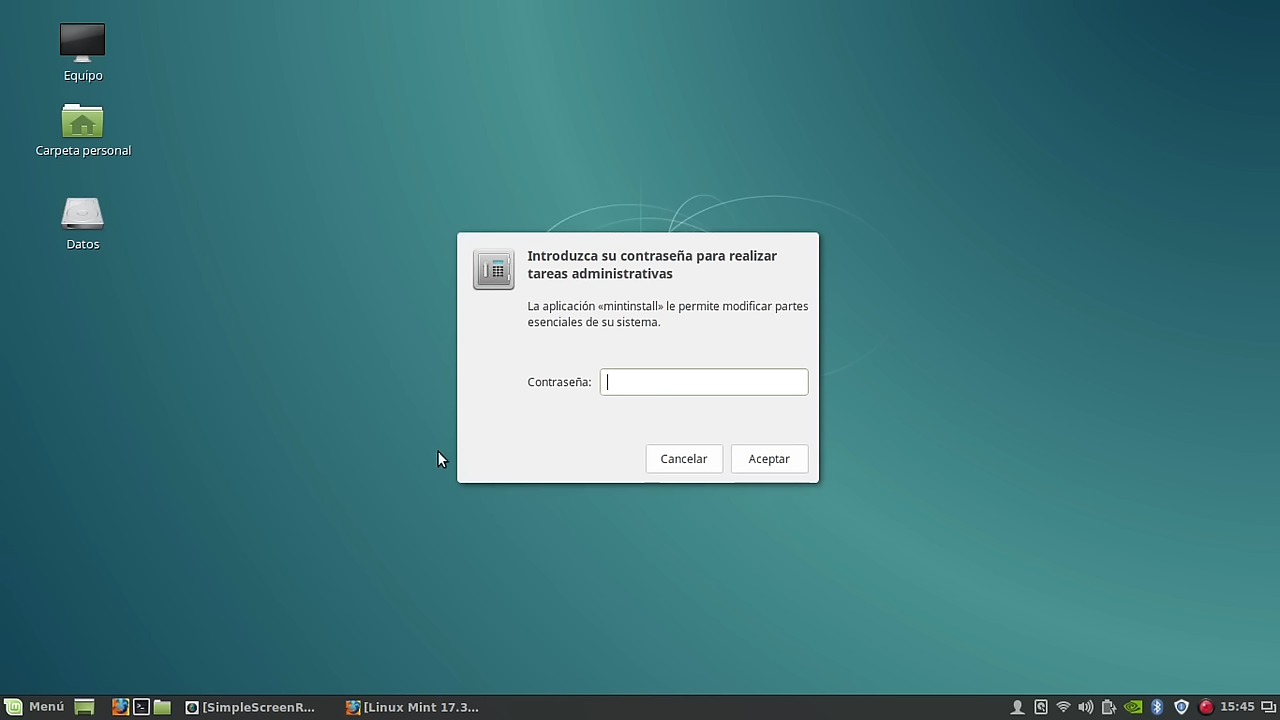 Equipo
Carpeta personal
Datos
Introduzca su contraseña para realizar
tareas administrativas
La aplicación «mintinstall» le permite modificar partes
esenciales de su sistema.
Contraseña:
Cancelar
Aceptar
Menú
[SimpleScreenR...
[Linux Mint 17.3...
15:45